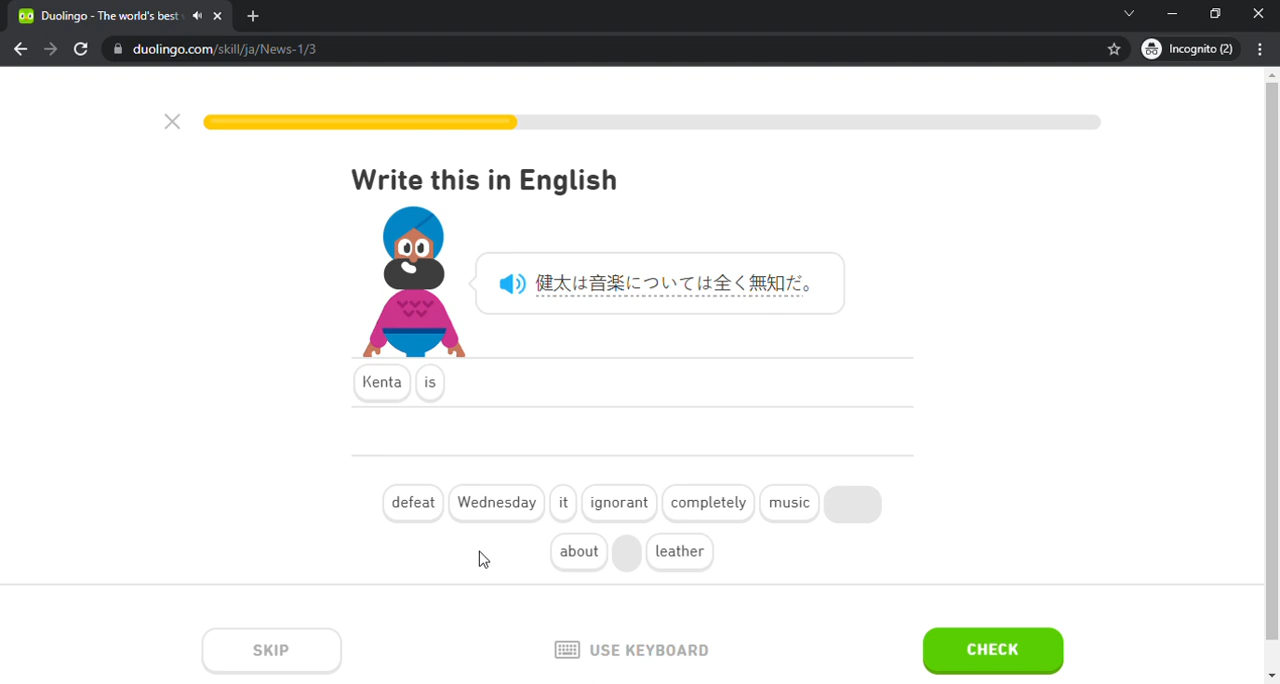 Duolingo - The world's best
duolingo.com/skill/ja/News-1/3
Incognito (2)
Write this in English
健太は音楽については全く無知だ。
Kenta is
defeat Wednesday it ignorant completely music
about leather
SKIP
USE KEYBOARD
CHECK